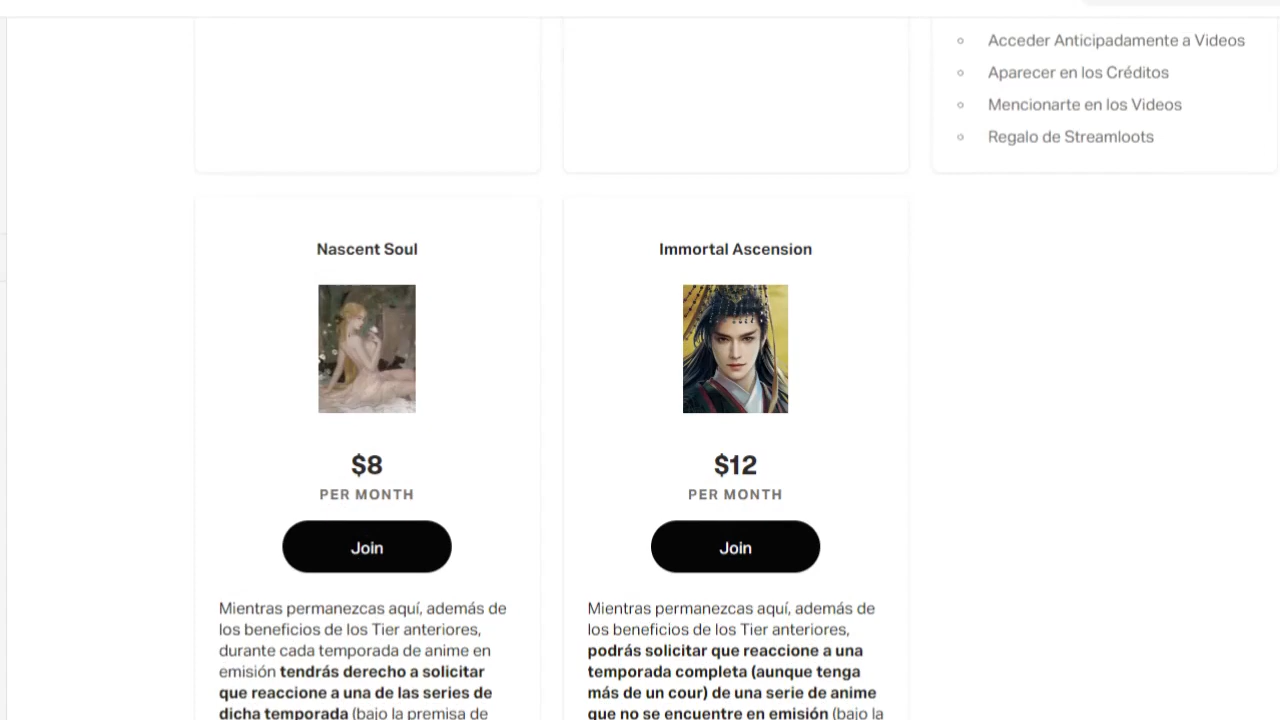 Acceder Anticipadamente a Videos
Aparecer en los Créditos
Mencionarte en los Videos
Regalo de Streamloots
Nascent Soul
$8
PER MONTH
Join
Mientras permanezcas aquí, además de
los beneficios de los Tier anteriores,
durante cada temporada de anime en
emisión tendrás derecho a solicitar
que reaccione a una de las series de
dicha temporada (bajo la premisa de
Immortal Ascension
$12
PER MONTH
Join
Mientras permanezcas aquí, además de
los beneficios de los Tier anteriores,
podrás solicitar que reaccione a una
temporada completa (aunque tenga
más de un cour) de una serie de anime
que no se encuentre en emisión (bajo la